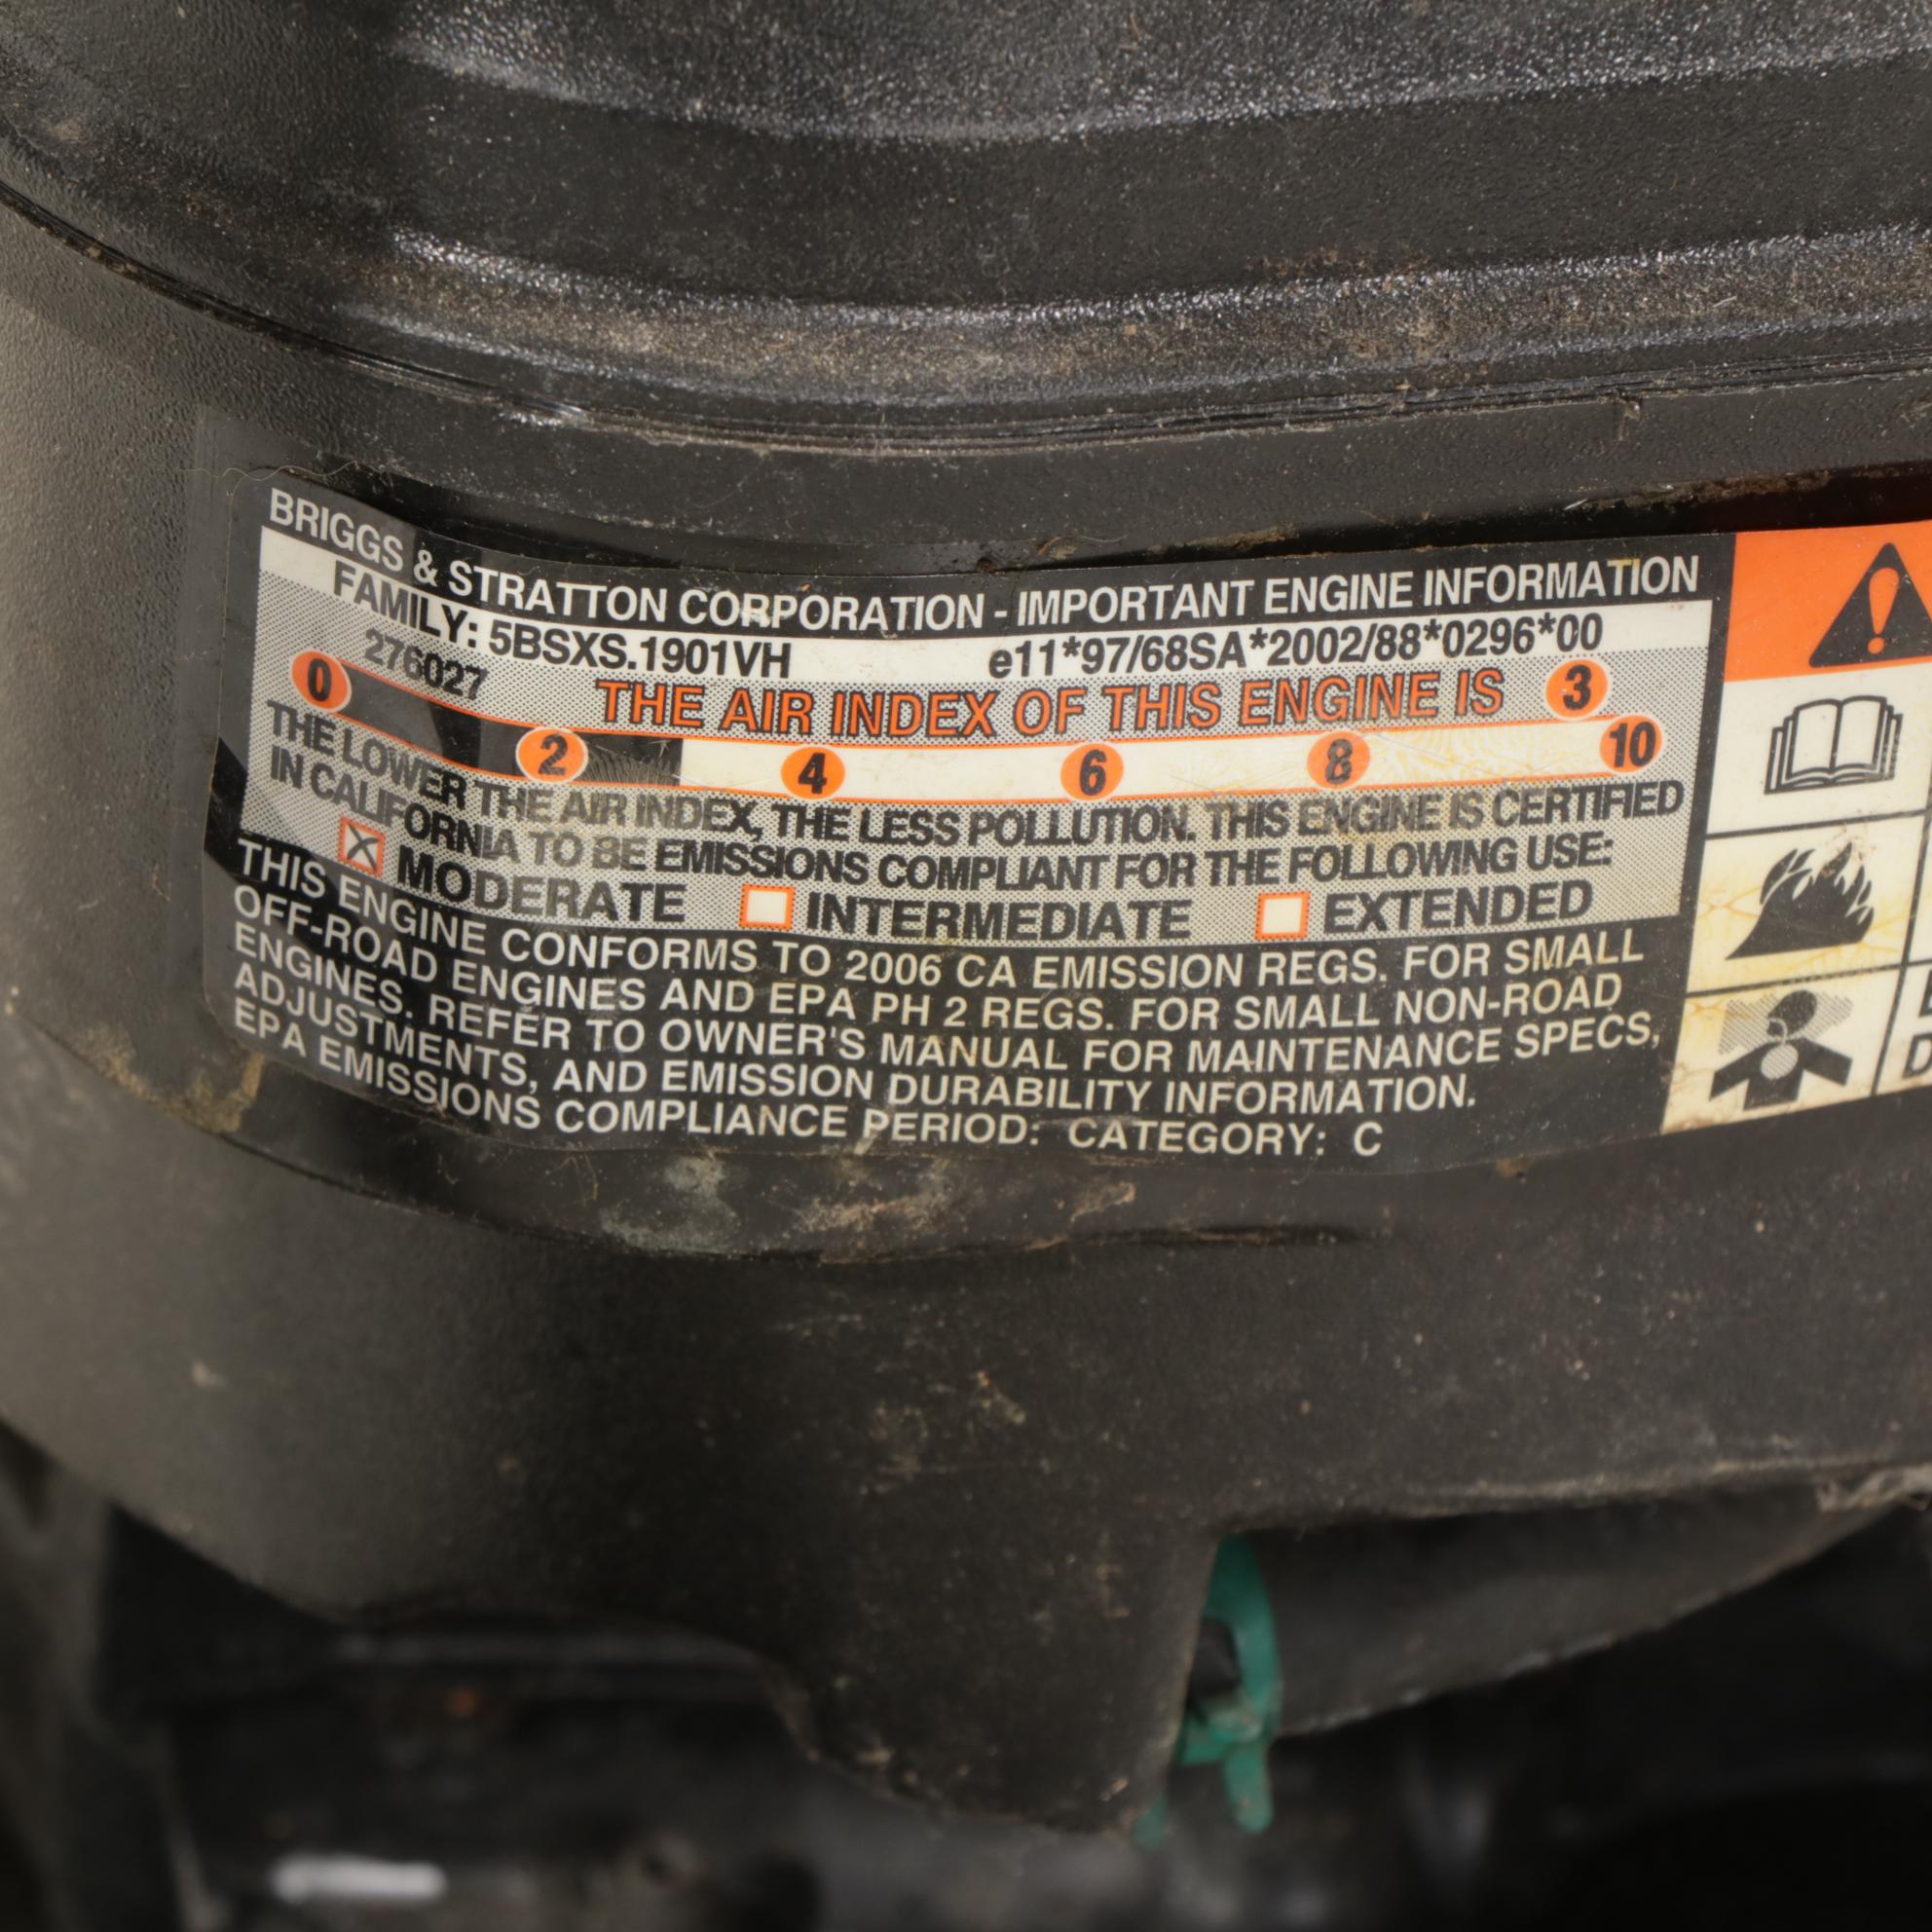 BRIGGS & STRATTON CORPORATION - IMPORTANT ENGINE INFORMATION
FAMILY: 5BSXS.1901VH e11*97/68SA*2002/88*0296*00
276027
THE AIR INDEX OF THIS ENGINE IS 3
0 2 4 6 8 10
THE LOWER THE AIR INDEX, THE LESS POLLUTION. THIS ENGINE IS CERTIFIED
IN CALIFORNIA TO BE EMISSIONS COMPLIANT FOR THE FOLLOWING USE:
MODERATE INTERMEDIATE EXTENDED
THIS ENGINE CONFORMS TO 2006 CA EMISSION REGS. FOR SMALL
OFF-ROAD ENGINES AND EPA PH 2 REGS. FOR SMALL NON-ROAD
ENGINES. REFER TO OWNER'S MANUAL FOR MAINTENANCE SPECS,
ADJUSTMENTS, AND EMISSION DURABILITY INFORMATION.
EPA EMISSIONS COMPLIANCE PERIOD: CATEGORY: C